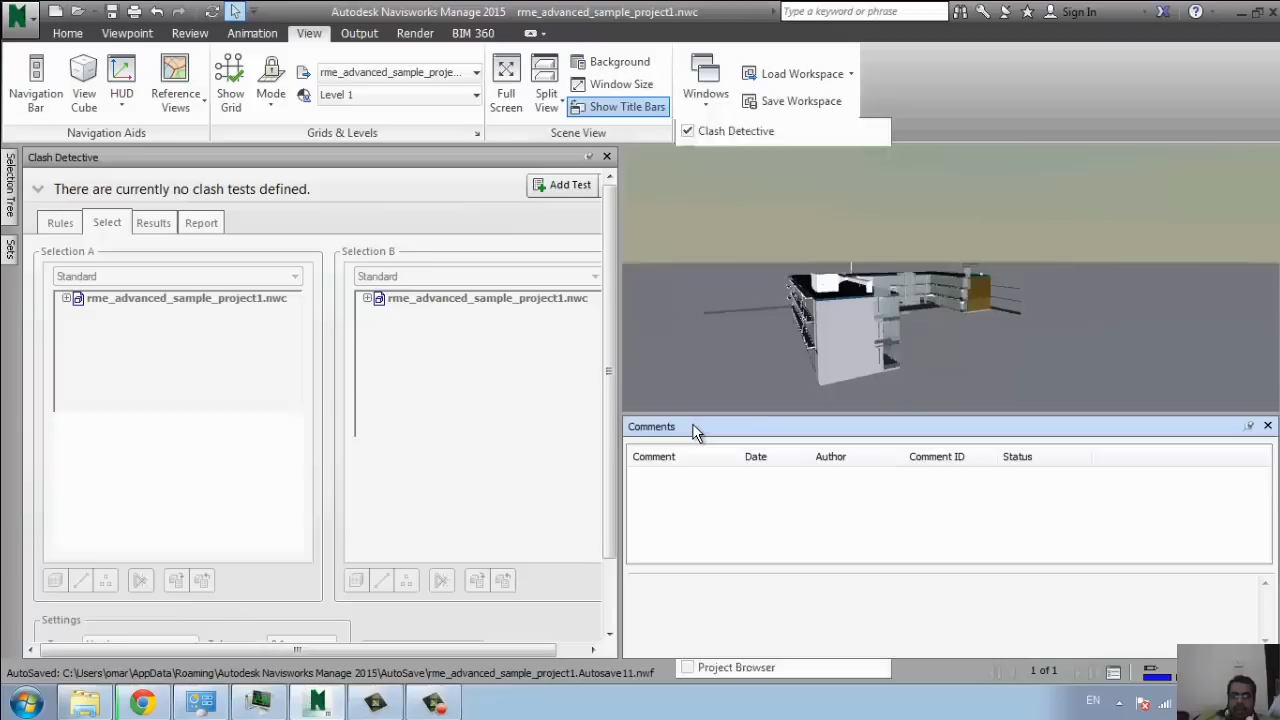 Autodesk Navisworks Manage 2015 rme_advanced_sample_project1.nwc
Type a keyword or phrase
Sign In
Home Viewpoint Review Animation View Output Render BIM 360
Navigation Bar
View Cube
HUD
Reference Views
Show Grid
Mode
rme_advanced_sample_proje...
Level 1
Full Screen
Split View
Background
Window Size
Show Title Bars
Windows
Load Workspace
Save Workspace
Navigation Aids
Grids & Levels
Scene View
Clash Detective
Selection Tree
Sets
Clash Detective
There are currently no clash tests defined.
Add Test
Rules Select Results Report
Selection A
Standard
rme_advanced_sample_project1.nwc
Selection B
Standard
rme_advanced_sample_project1.nwc
Settings
Comments
Comment Date Author Comment ID Status
Project Browser
AutoSaved: C:\Users\omar\AppData\Roaming\Autodesk Navisworks Manage 2015\AutoSave\rme_advanced_sample_project1.Autosave11.nwf
1 of 1
EN